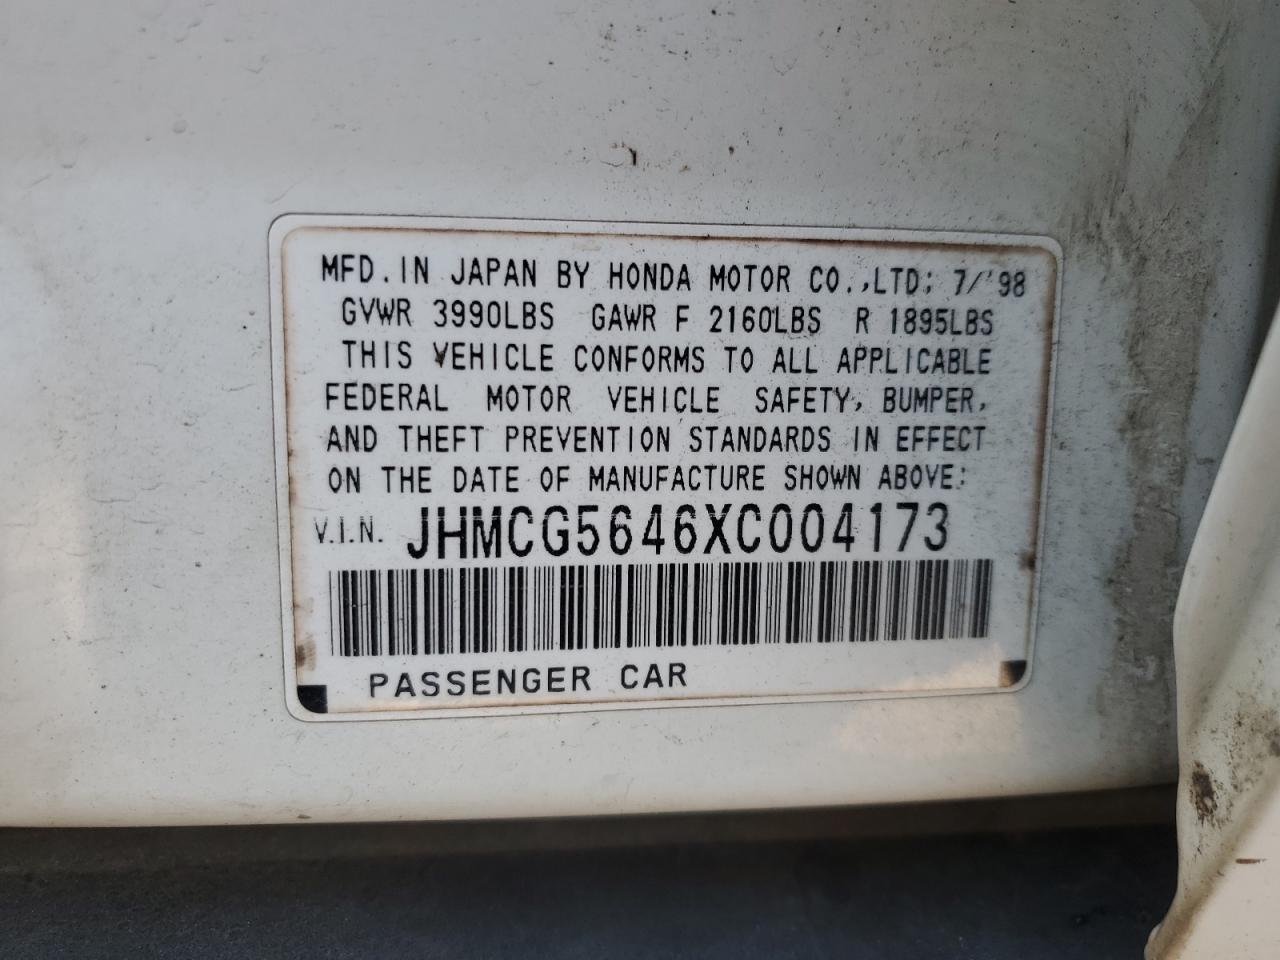 MFD. IN JAPAN BY HONDA MOTOR CO.,LTD; 7/'98
GVWR 3990LBS GAWR F 2160LBS R 1895LBS
THIS VEHICLE CONFORMS TO ALL APPLICABLE
FEDERAL MOTOR VEHICLE SAFETY, BUMPER,
AND THEFT PREVENTION STANDARDS IN EFFECT
ON THE DATE OF MANUFACTURE SHOWN ABOVE:
V.I.N. JHMCG5646XC004173
PASSENGER CAR